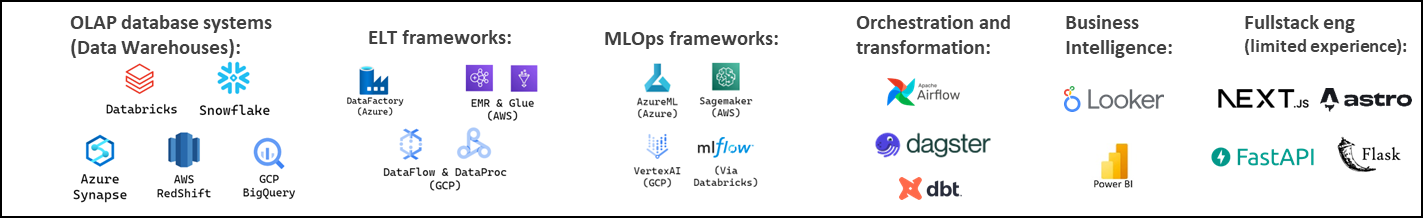 OLAP database systems
(Data Warehouses):
Databricks
Snowflake
Azure
Synapse
AWS
RedShift
GCP
BigQuery
ELT frameworks:
DataFactory
(Azure)
EMR & Glue
(AWS)
DataFlow & DataProc
(GCP)
MLOps frameworks:
AzureML
(Azure)
Sagemaker
(AWS)
VertexAI
(GCP)
mlflow
(Via
Databricks)
Orchestration and
transformation:
Apache
Airflow
dagster
dbt
Business
Intelligence:
Looker
Power BI
Fullstack eng
(limited experience):
NEXT.JS
astro
FastAPI
Flask